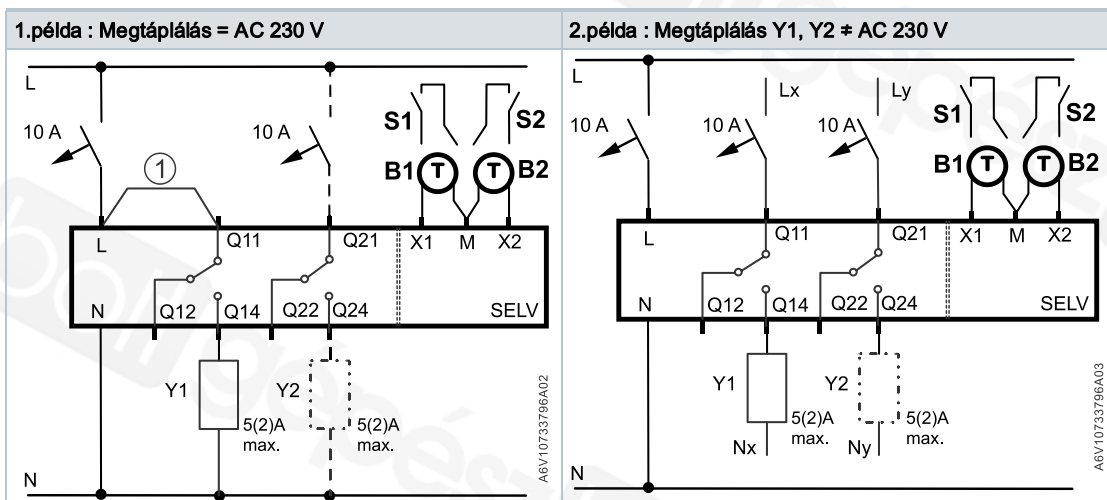 1.példa : Megtáplálás = AC 230 V
L
10 A
10 A
S1
S2
B1
T
T
B2
1
L
Q11
Q21
X1
M
X2
N
Q12
Q14
Q22
Q24
SELV
Y1
Y2
5(2)A
max.
5(2)A
max.
N
A6V10733796A02
2.példa : Megtáplálás Y1, Y2 ≠ AC 230 V
L
Lx
Ly
10 A
10 A
10 A
S1
S2
B1
T
T
B2
L
Q11
Q21
X1
M
X2
N
Q12
Q14
Q22
Q24
SELV
Y1
Y2
5(2)A
max.
5(2)A
max.
Nx
Ny
N
A6V10733796A03